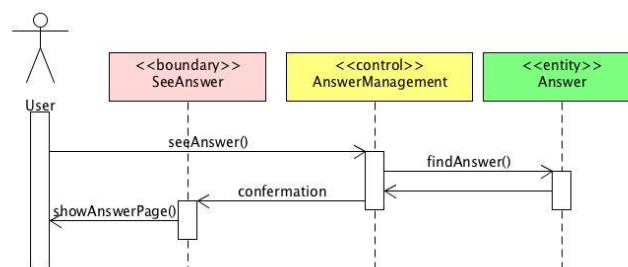 <<boundary>>
SeeAnswer
<<control>>
AnswerManagement
<<entity>>
Answer
User
seeAnswer()
findAnswer()
confermation
showAnswerPage()